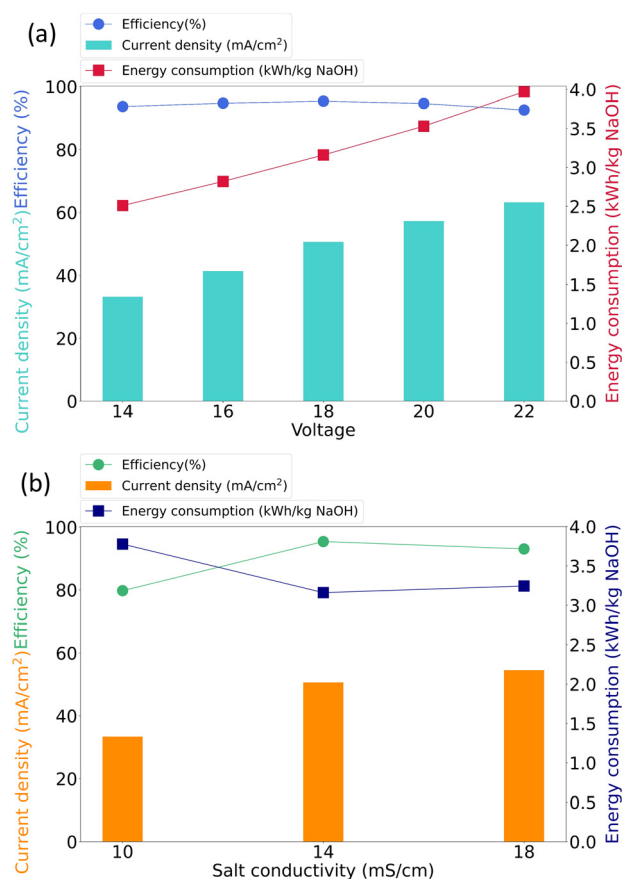 (a)
Efficiency (%)
Current density (mA/cm²)
Energy consumption (kWh/kg NaOH)
100
80
60
40
20
0
Current density (mA/cm²)Efficiency (%)
4.0
3.5
3.0
2.5
2.0
1.5
1.0
0.5
0.0
Energy consumption (kWh/kg NaOH)
14 16 18 20 22
Voltage
(b)
Efficiency(%)
Current density (mA/cm²)
Energy consumption (kWh/kg NaOH)
100
80
60
40
20
0
Current density (mA/cm²)Efficiency (%)
4.0
3.5
3.0
2.5
2.0
1.5
1.0
0.5
0.0
Energy consumption (kWh/kg NaOH)
10 14 18
Salt conductivity (mS/cm)